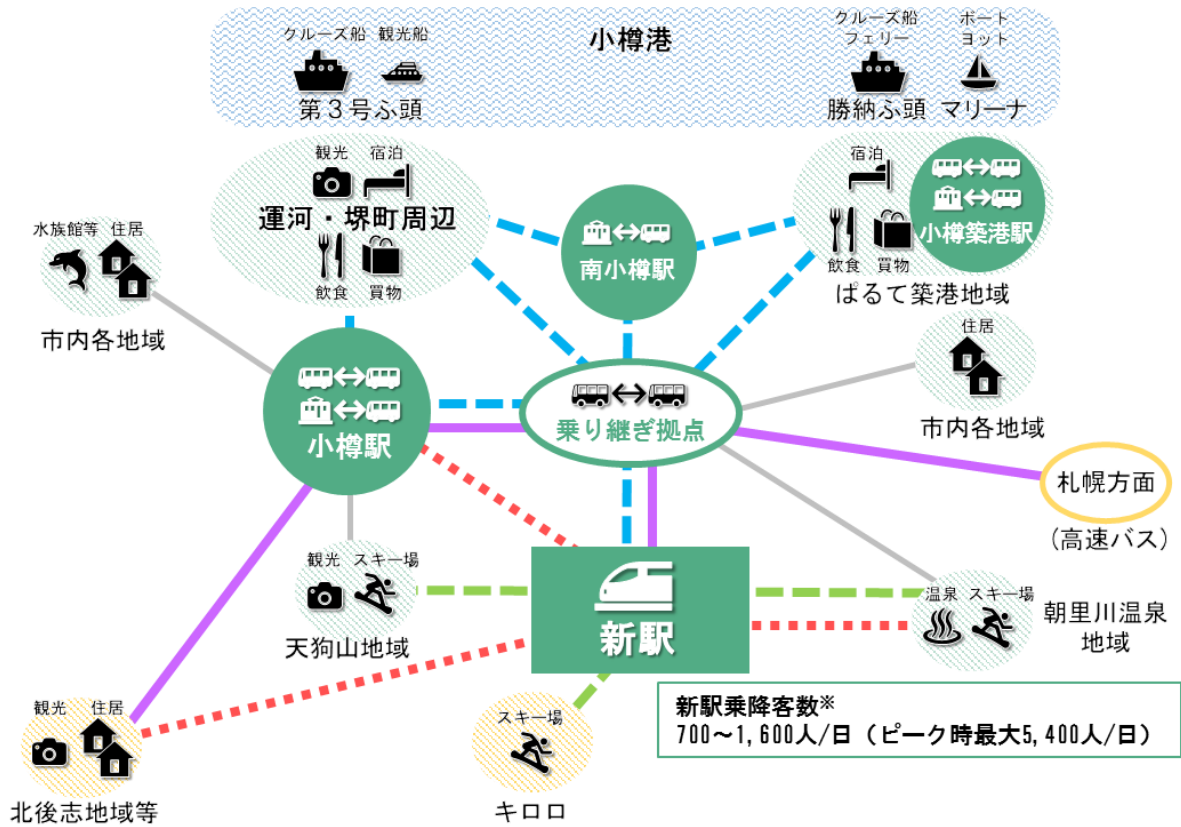 小樽港
クルーズ船 観光船
第3号ふ頭
クルーズ船
フェリー
ボート
ヨット
勝納ふ頭 マリーナ
観光 宿泊
運河・堺町周辺
飲食 買物
水族館等 住居
市内各地域
南小樽駅
宿泊
飲食 買物
小樽築港駅
ぱるて築港地域
住居
市内各地域
小樽駅
乗り継ぎ拠点
札幌方面
(高速バス)
観光 スキー場
天狗山地域
新駅
温泉 スキー場
朝里川温泉
地域
観光 住居
北後志地域等
スキー場
キロロ
新駅乗降客数※
700~1,600人/日(ピーク時最大5,400人/日)